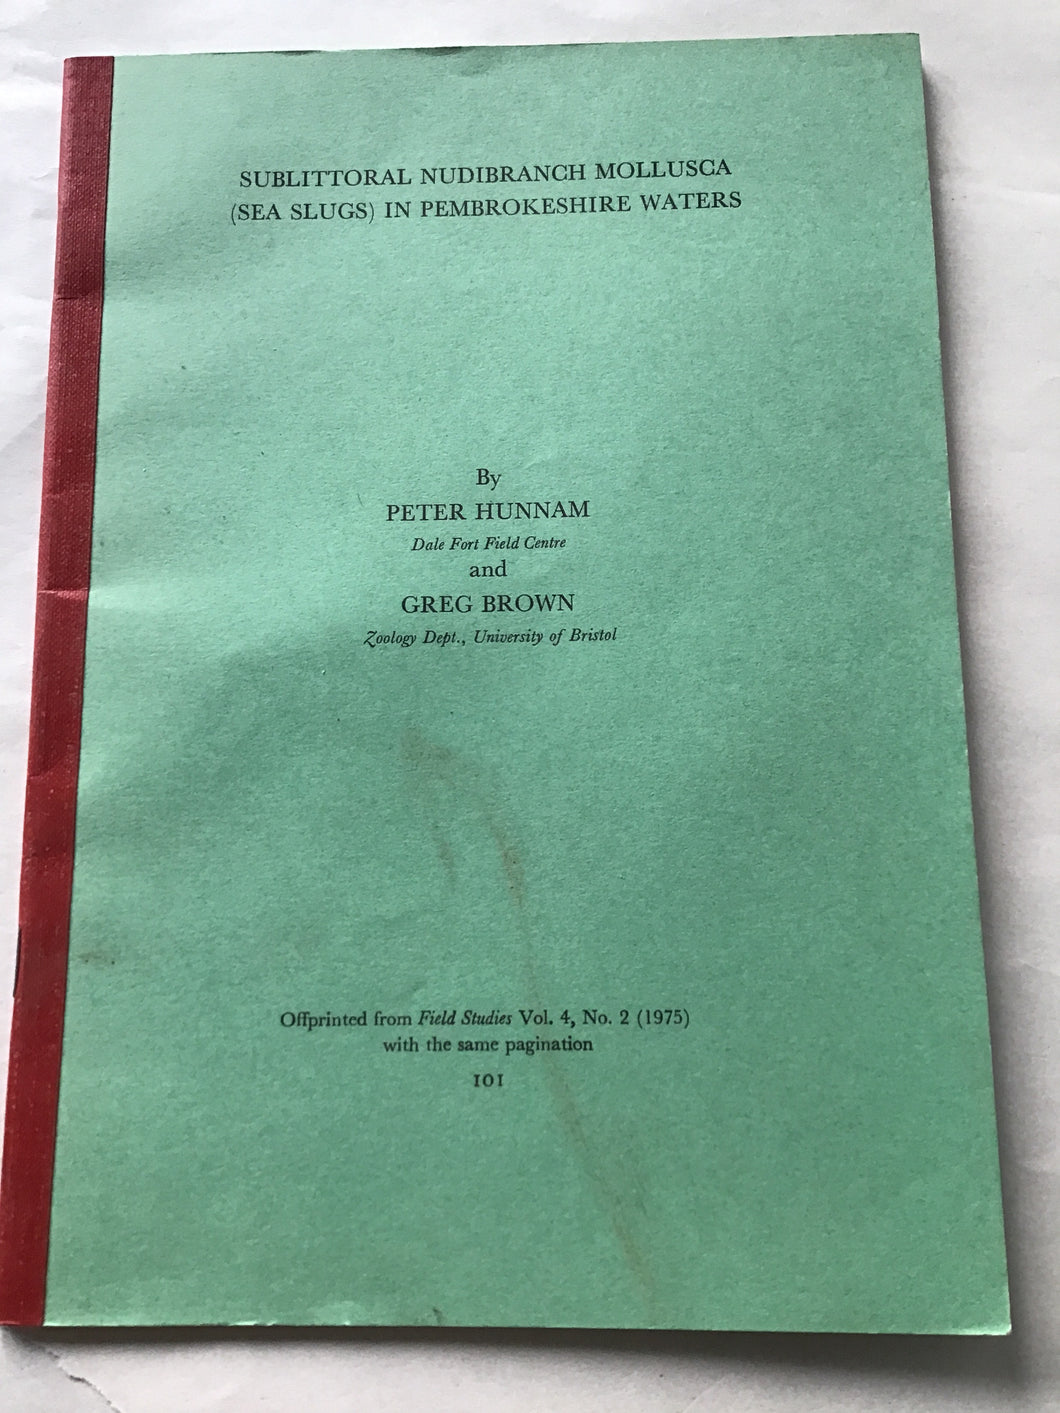 SUBLITTORAL NUDIBRANCH MOLLUSCA
(SEA SLUGS) IN PEMBROKESHIRE WATERS
By
PETER HUNNAM
Dale Fort Field Centre
and
GREG BROWN
Zoology Dept., University of Bristol
Offprinted from Field Studies Vol. 4, No. 2 (1975)
with the same pagination
101